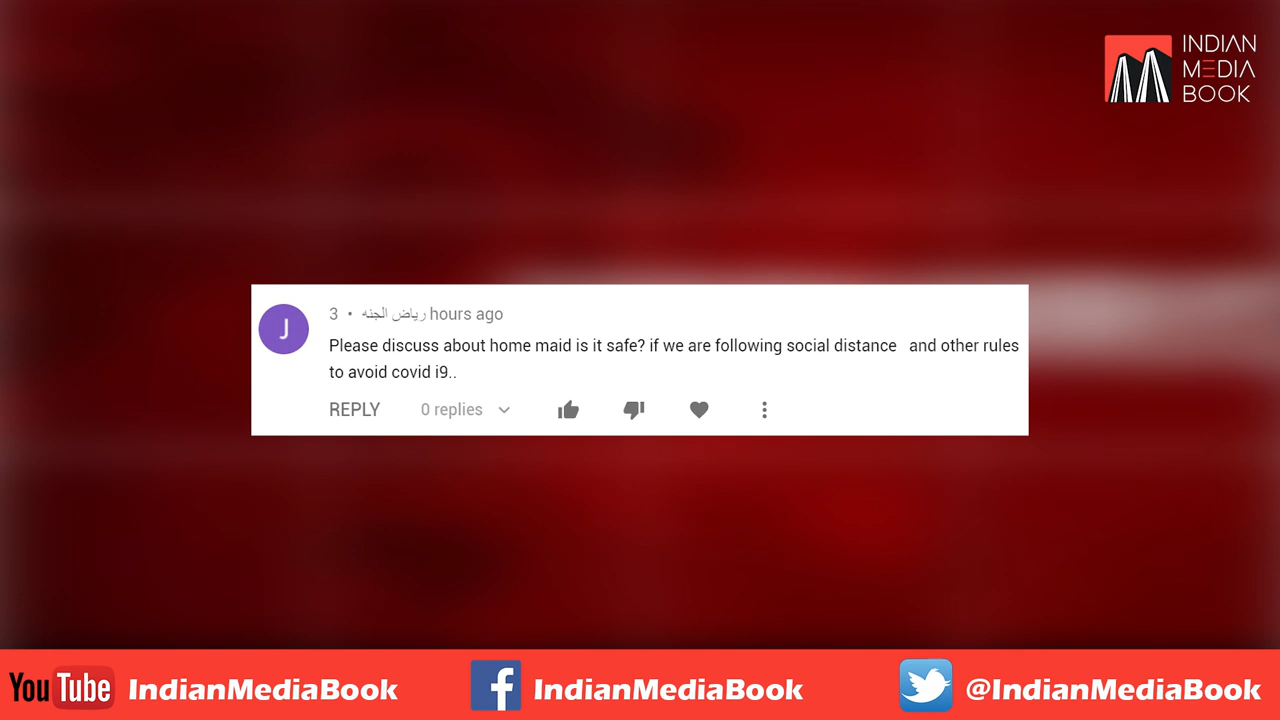 INDIAN
MEDIA
BOOK
J
3 • رياض الجنه hours ago
Please discuss about home maid is it safe? if we are following social distance and other rules
to avoid covid i9..
REPLY 0 replies
YouTube IndianMediaBook f IndianMediaBook @IndianMediaBook